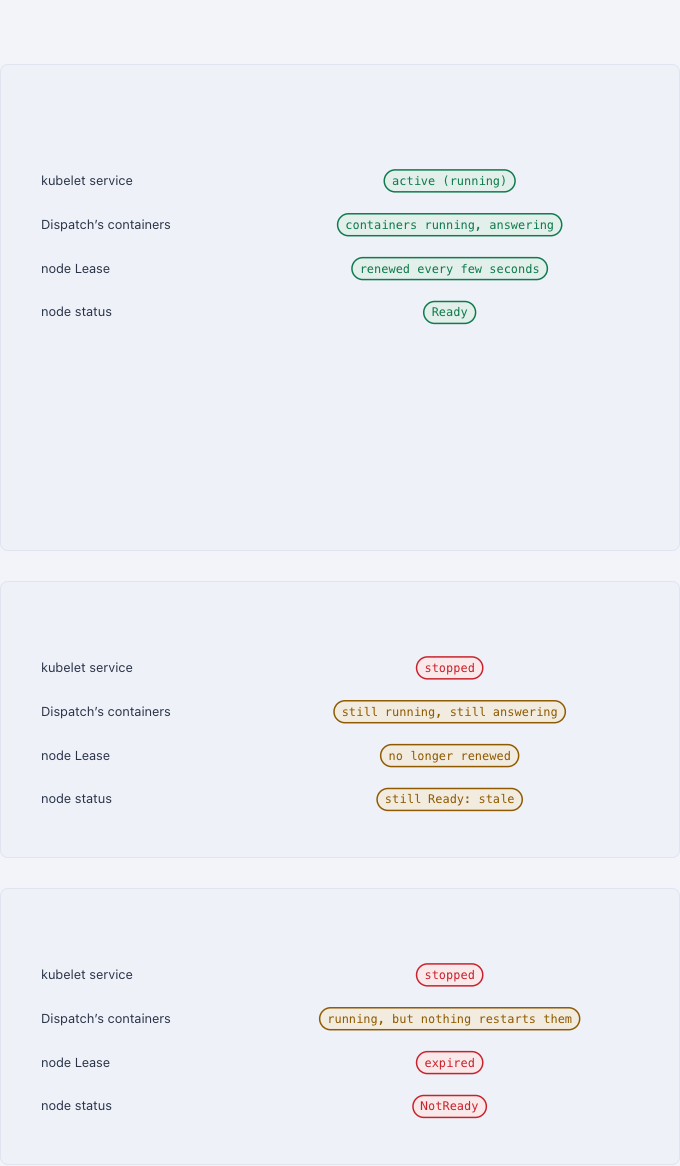 kubelet service active (running)
Dispatch’s containers containers running, answering
node Lease renewed every few seconds
node status Ready
kubelet service stopped
Dispatch’s containers still running, still answering
node Lease no longer renewed
node status still Ready: stale
kubelet service stopped
Dispatch’s containers running, but nothing restarts them
node Lease expired
node status NotReady